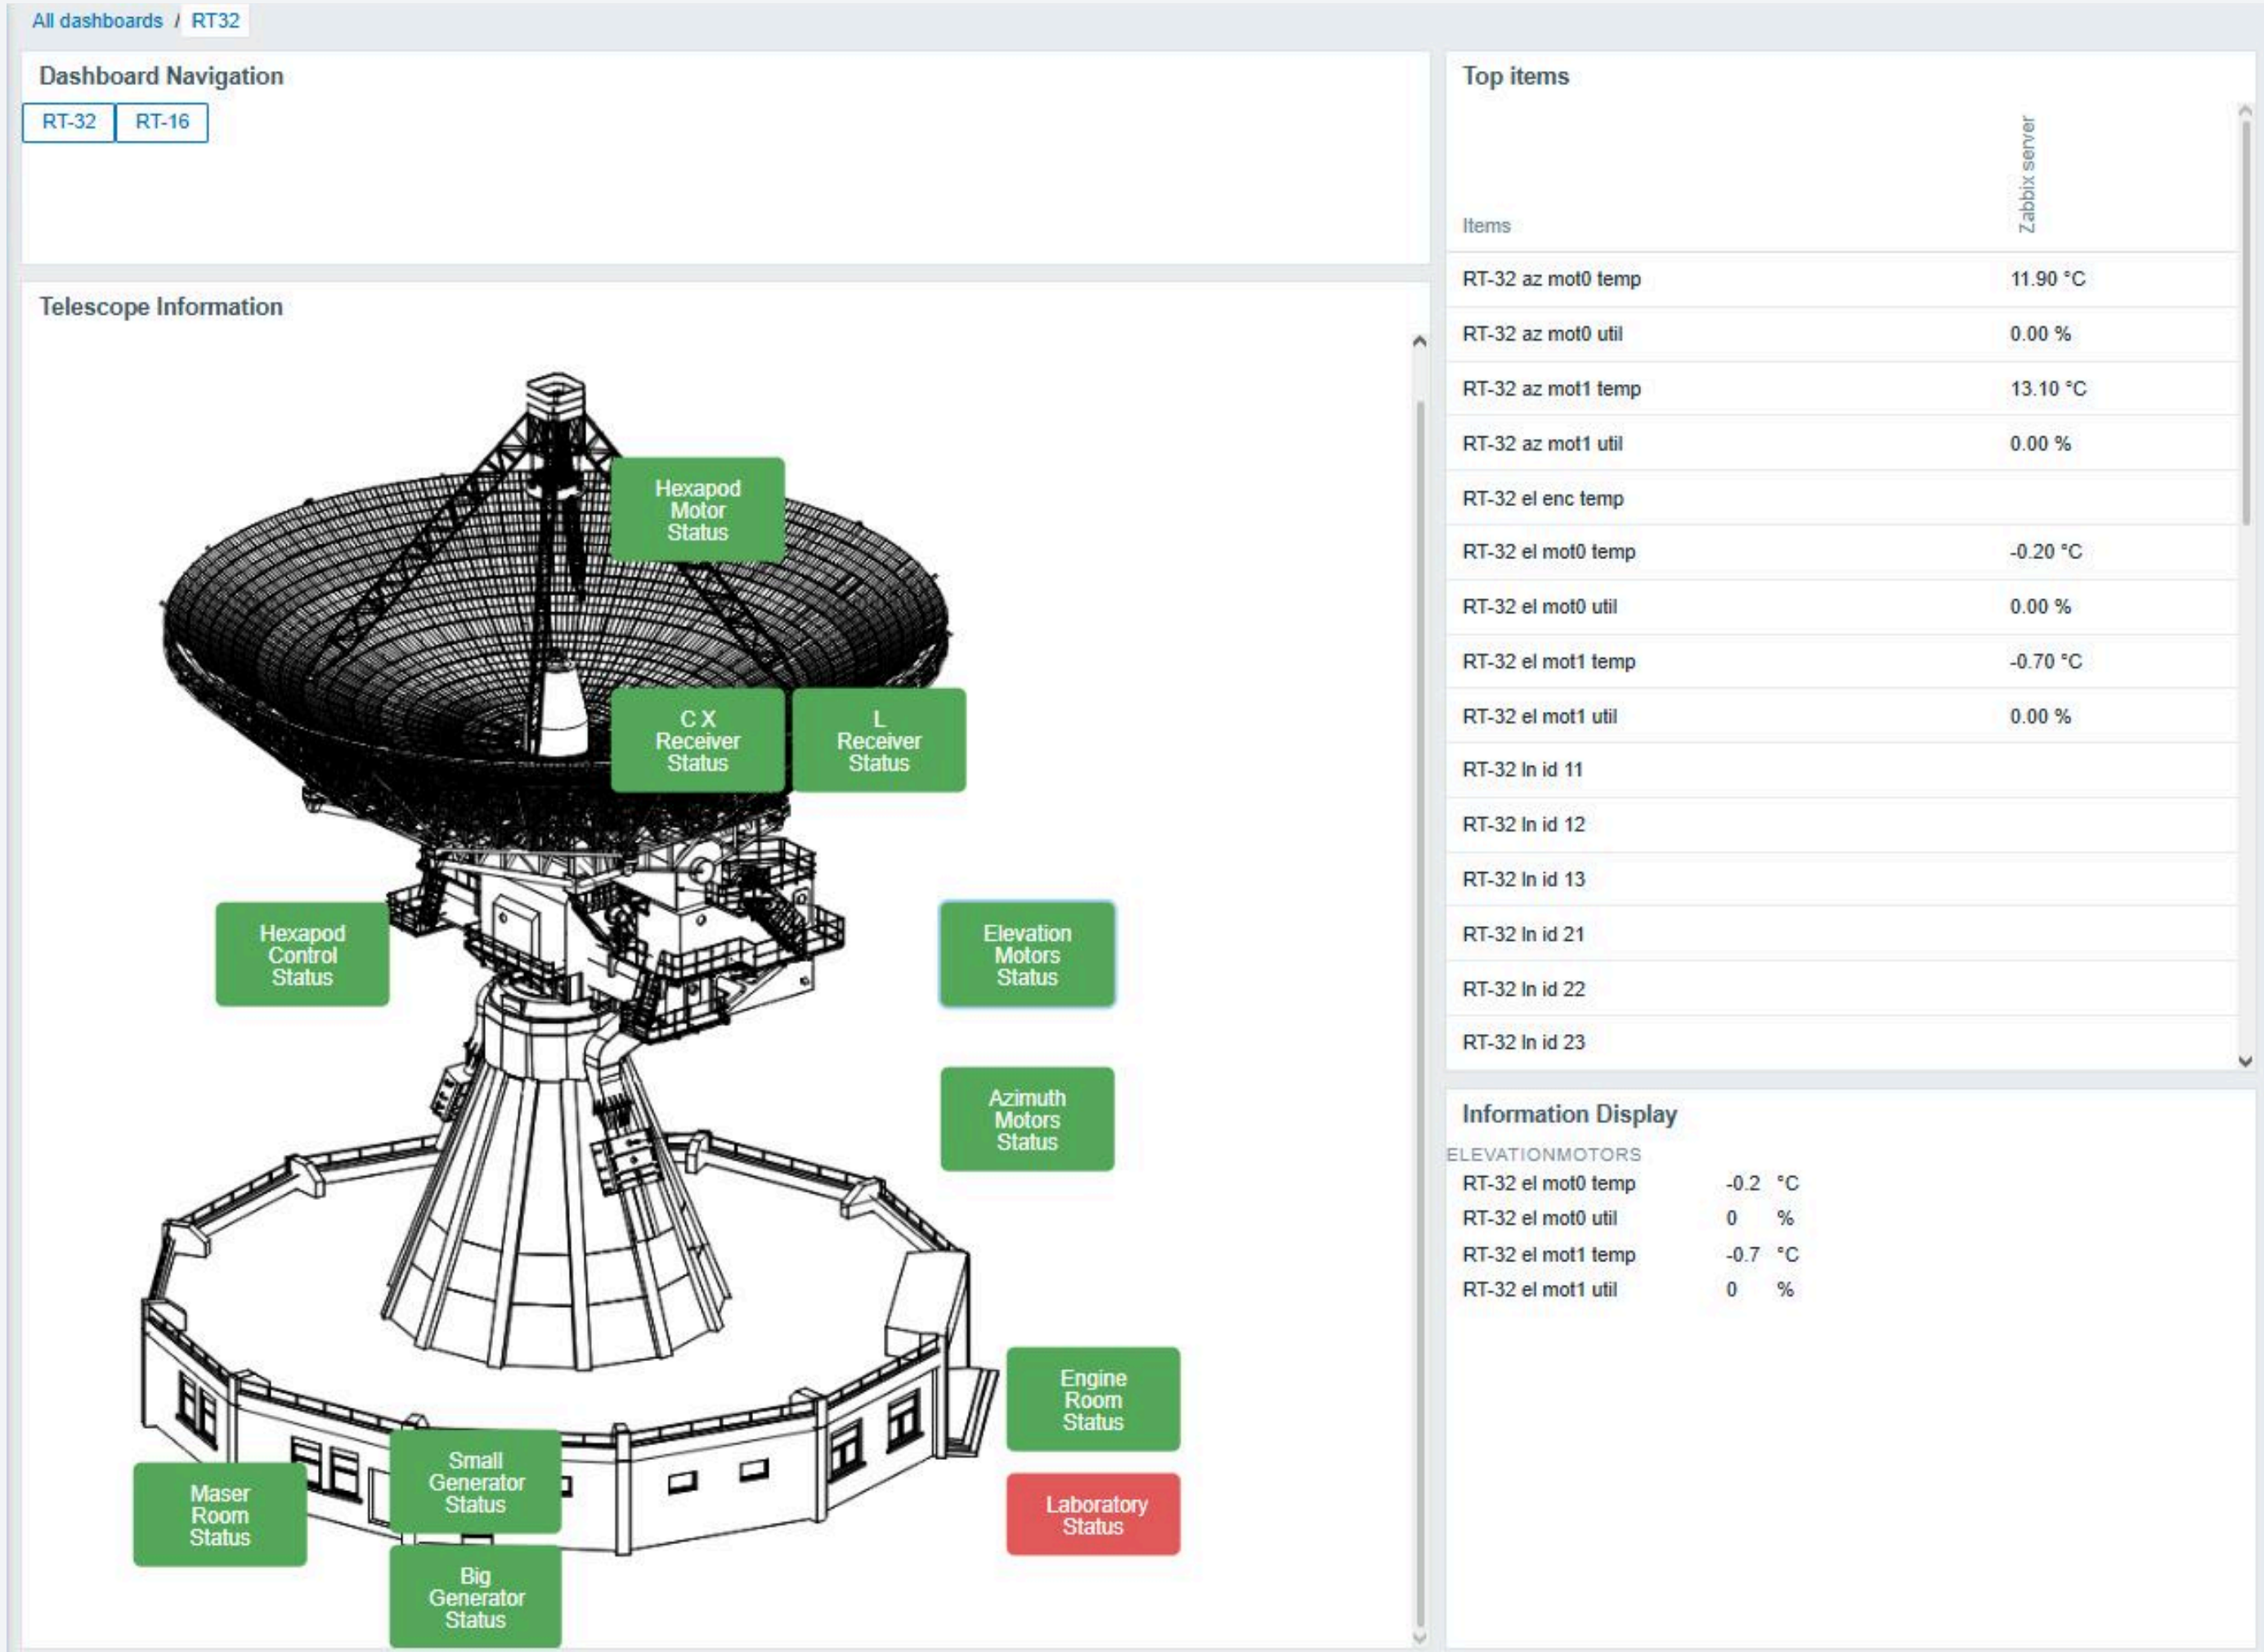 All dashboards / RT32
Dashboard Navigation
RT-32 RT-16
Telescope Information
Hexapod
Motor
Status
C X
Receiver
Status
L
Receiver
Status
Hexapod
Control
Status
Elevation
Motors
Status
Azimuth
Motors
Status
Engine
Room
Status
Laboratory
Status
Small
Generator
Status
Maser
Room
Status
Big
Generator
Status
Top items
Items Zabbix server
RT-32 az mot0 temp 11.90 °C
RT-32 az mot0 util 0.00 %
RT-32 az mot1 temp 13.10 °C
RT-32 az mot1 util 0.00 %
RT-32 el enc temp
RT-32 el mot0 temp -0.20 °C
RT-32 el mot0 util 0.00 %
RT-32 el mot1 temp -0.70 °C
RT-32 el mot1 util 0.00 %
RT-32 ln id 11
RT-32 ln id 12
RT-32 ln id 13
RT-32 ln id 21
RT-32 ln id 22
RT-32 ln id 23
Information Display
ELEVATIONMOTORS
RT-32 el mot0 temp -0.2 °C
RT-32 el mot0 util 0 %
RT-32 el mot1 temp -0.7 °C
RT-32 el mot1 util 0 %